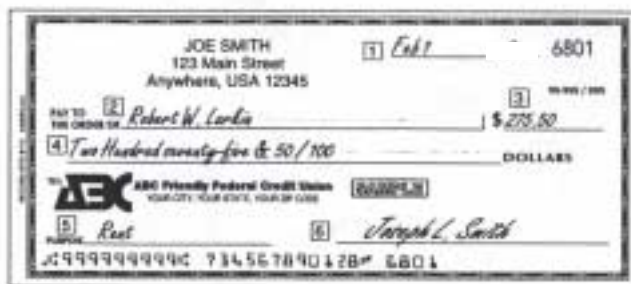 JOE SMITH
123 Main Street
Anywhere, USA 12345
1 Feb 1 6801
3
PAY TO THE ORDER OF 2 Robert W. Larkin $ 275.50
4 Two Hundred seventy-five & 50/100 DOLLARS
ABC ABC Friendly Federal Credit Union SAMPLE
YOUR CITY, YOUR STATE, YOUR ZIP CODE
5 Rent 6 Joseph L. Smith
PURPOSE